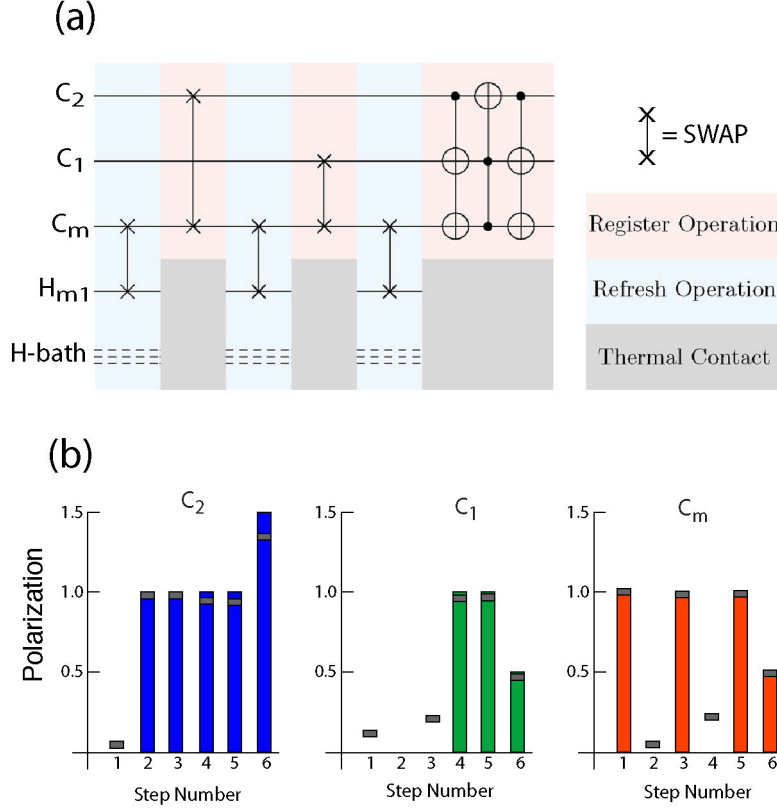 (a)
C2
C1
Cm
Hm1
H-bath
= SWAP
Register Operation
Refresh Operation
Thermal Contact
(b)
C2
C1
Cm
Polarization
1.5
1.0
0.5
1 2 3 4 5 6
Step Number
1.5
1.0
0.5
1 2 3 4 5 6
Step Number
1.5
1.0
0.5
1 2 3 4 5 6
Step Number